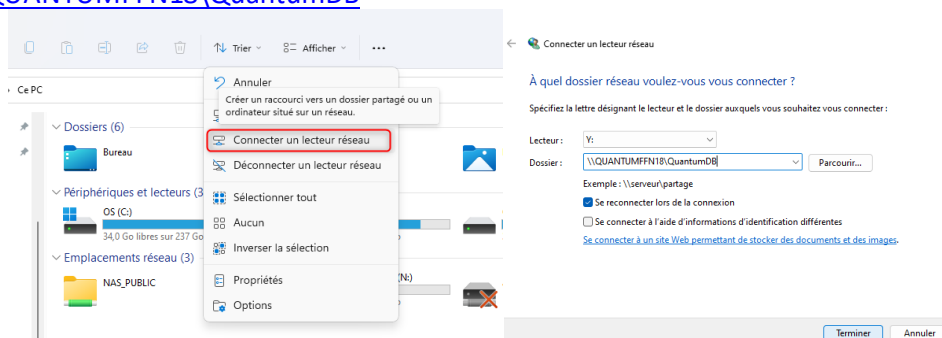 QUANTUMFFN18\QuantumDB
Trier
Afficher
Ce PC
Annuler
Créer un raccourci vers un dossier partagé ou un
ordinateur situé sur un réseau.
Dossiers (6)
Connecter un lecteur réseau
Bureau
Déconnecter un lecteur réseau
Périphériques et lecteurs (3
Sélectionner tout
OS (C:)
Aucun
34,0 Go libres sur 237 Go
Inverser la sélection
Emplacements réseau (3)
NAS_PUBLIC
Propriétés
(N:)
Options
Connecter un lecteur réseau
À quel dossier réseau voulez-vous vous connecter ?
Spécifiez la lettre désignant le lecteur et le dossier auxquels vous souhaitez vous connecter :
Lecteur : Y:
Dossier : \\QUANTUMFFN18\QuantumDB Parcourir...
Exemple : \\serveur\partage
Se reconnecter lors de la connexion
Se connecter à l'aide d'informations d'identification différentes
Se connecter à un site Web permettant de stocker des documents et des images.
Terminer Annuler